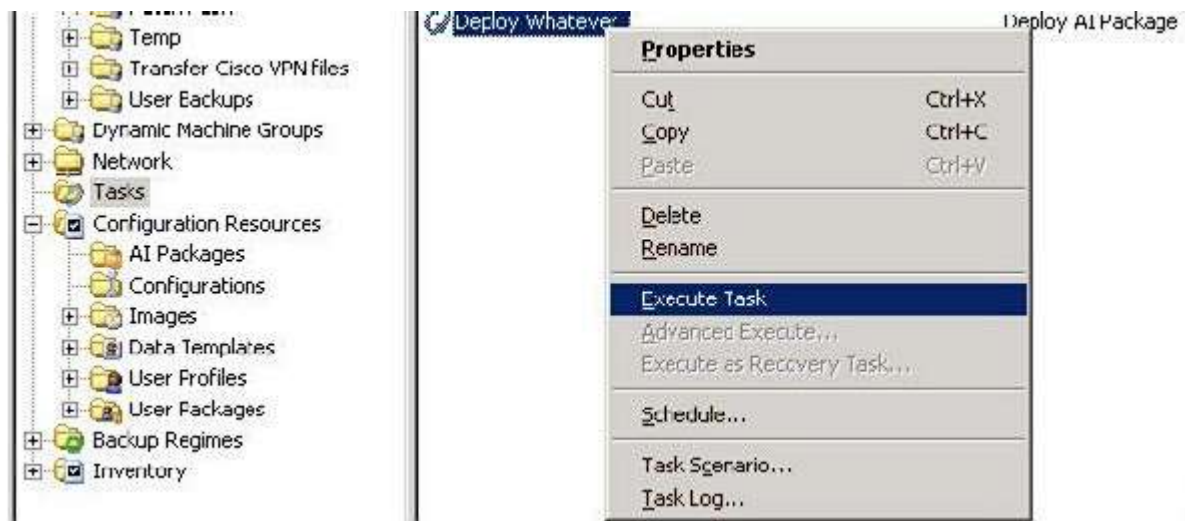 Temp
Transfer Cisco VPN files
User Backups
Dynamic Machine Groups
Network
Tasks
Configuration Resources
AI Packages
Configurations
Images
Data Templates
User Profiles
User Packages
Backup Regimes
Inventory
Deploy Whatever
Deploy AI Package
Properties
Cut Ctrl+X
Copy Ctrl+C
Paste Ctrl+V
Delete
Rename
Execute Task
Advanced Execute...
Execute as Recovery Task...
Schedule...
Task Scenario...
Task Log...